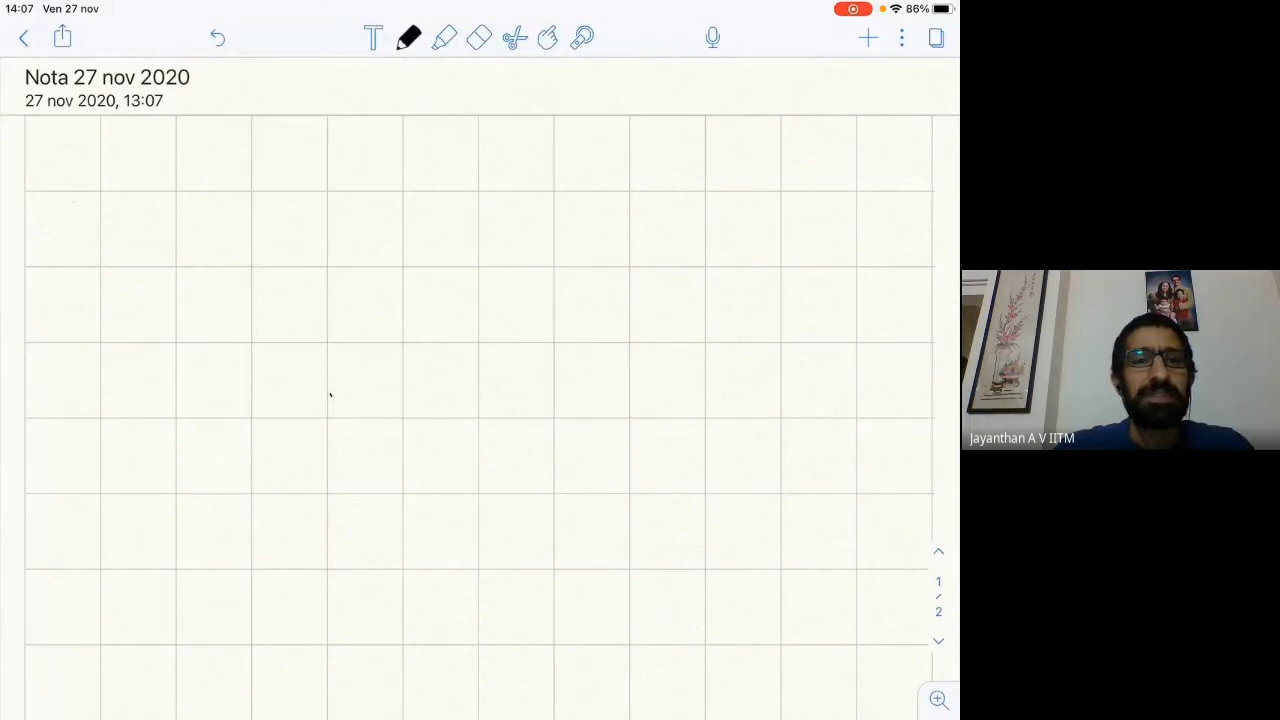 14:07 Ven 27 nov
86%
Nota 27 nov 2020
27 nov 2020, 13:07
1
/
2
Jayanthan A V IITM